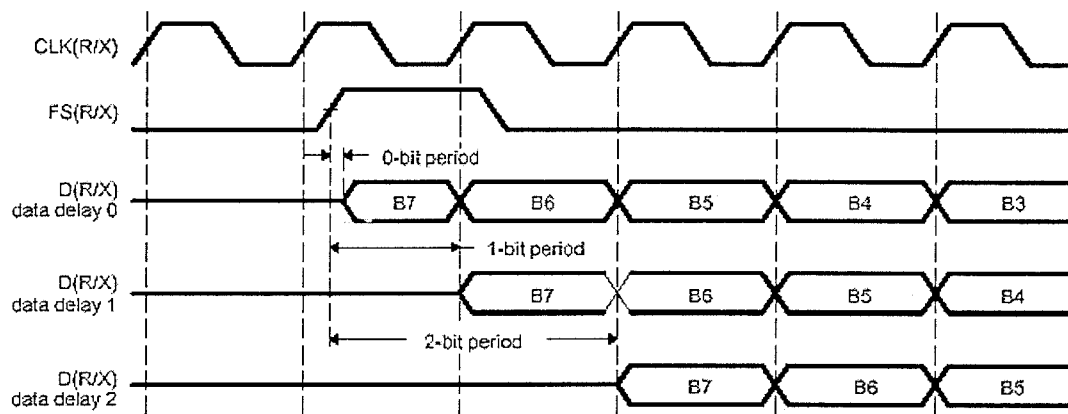 CLK(R/X)
FS(R/X)
0-bit period
D(R/X)
data delay 0
B7 B6 B5 B4 B3
1-bit period
D(R/X)
data delay 1
B7 B6 B5 B4
2-bit period
D(R/X)
data delay 2
B7 B6 B5